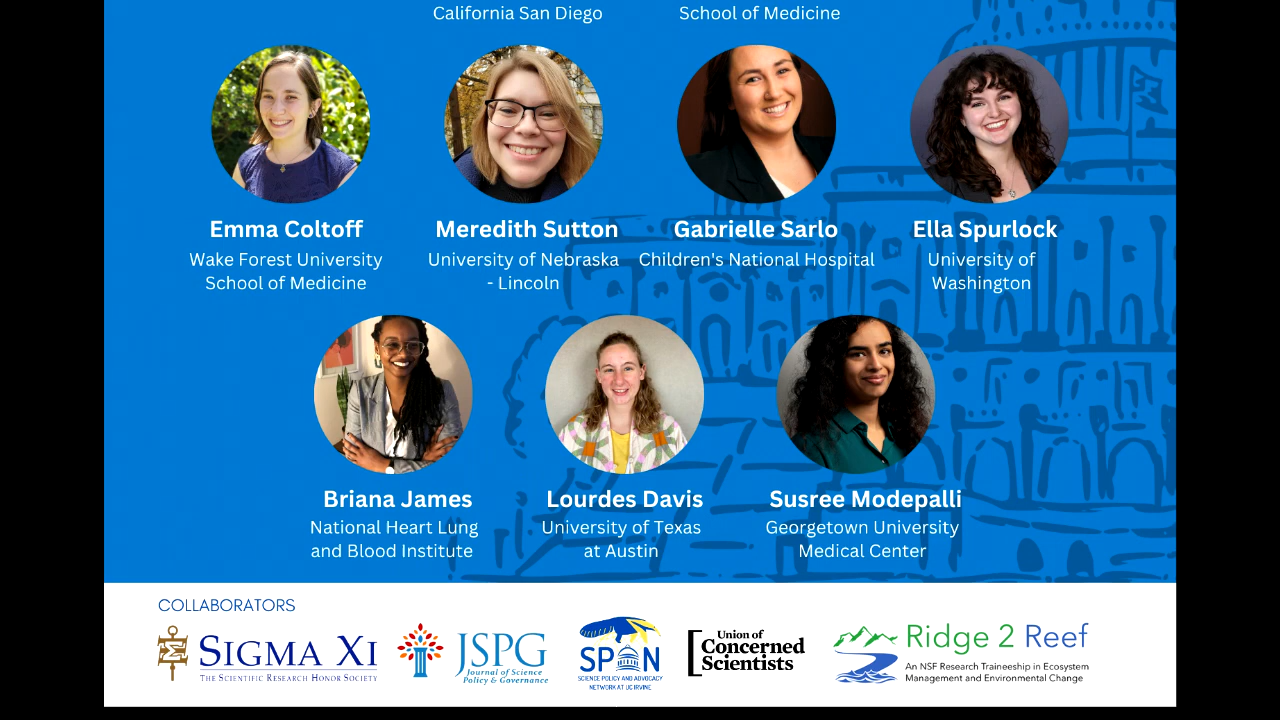 California San Diego
School of Medicine
Emma Coltoff
Wake Forest University
School of Medicine
Meredith Sutton
University of Nebraska
- Lincoln
Gabrielle Sarlo
Children's National Hospital
Ella Spurlock
University of
Washington
Briana James
National Heart Lung
and Blood Institute
Lourdes Davis
University of Texas
at Austin
Susree Modepalli
Georgetown University
Medical Center
COLLABORATORS
SIGMA XI
THE SCIENTIFIC RESEARCH HONOR SOCIETY
JSPG
Journal of Science
Policy & Governance
SPAN
SCIENCE POLICY AND ADVOCACY
NETWORK AT UC IRVINE
Union of
Concerned
Scientists
Ridge 2 Reef
An NSF Research Traineeship in Ecosystem
Management and Environmental Change